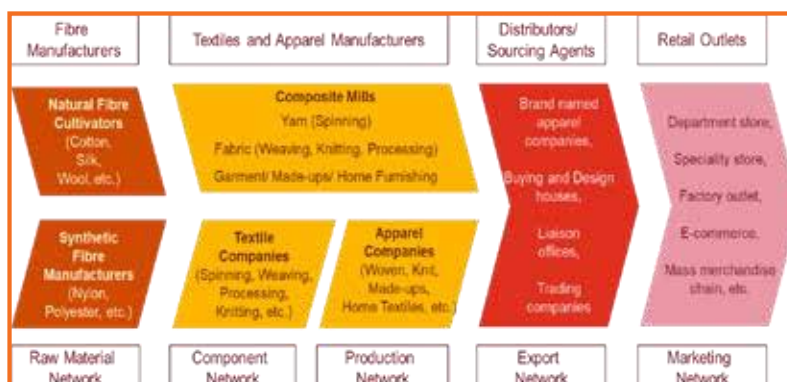 Fibre
Manufacturers
Textiles and Apparel Manufacturers
Distributors/
Sourcing Agents
Retail Outlets
Natural Fibre
Cultivators
(Cotton,
Silk,
Wool, etc.)
Composite Mills
Yarn (Spinning)
Fabric (Weaving, Knitting, Processing)
Garment/ Made-ups/ Home Furnishing
Brand named
apparel
companies,
Buying and Design
houses,
Liaison
offices,
Trading
companies
Department store,
Speciality store,
Factory outlet,
E-commerce,
Mass merchandise
chain, etc.
Synthetic
Fibre
Manufacturers
(Nylon,
Polyester, etc.)
Textile
Companies
(Spinning, Weaving,
Processing,
Knitting, etc.)
Apparel
Companies
(Woven, Knit,
Made-ups,
Home Textiles, etc.)
Raw Material
Network
Component
Network
Production
Network
Export
Network
Marketing
Network